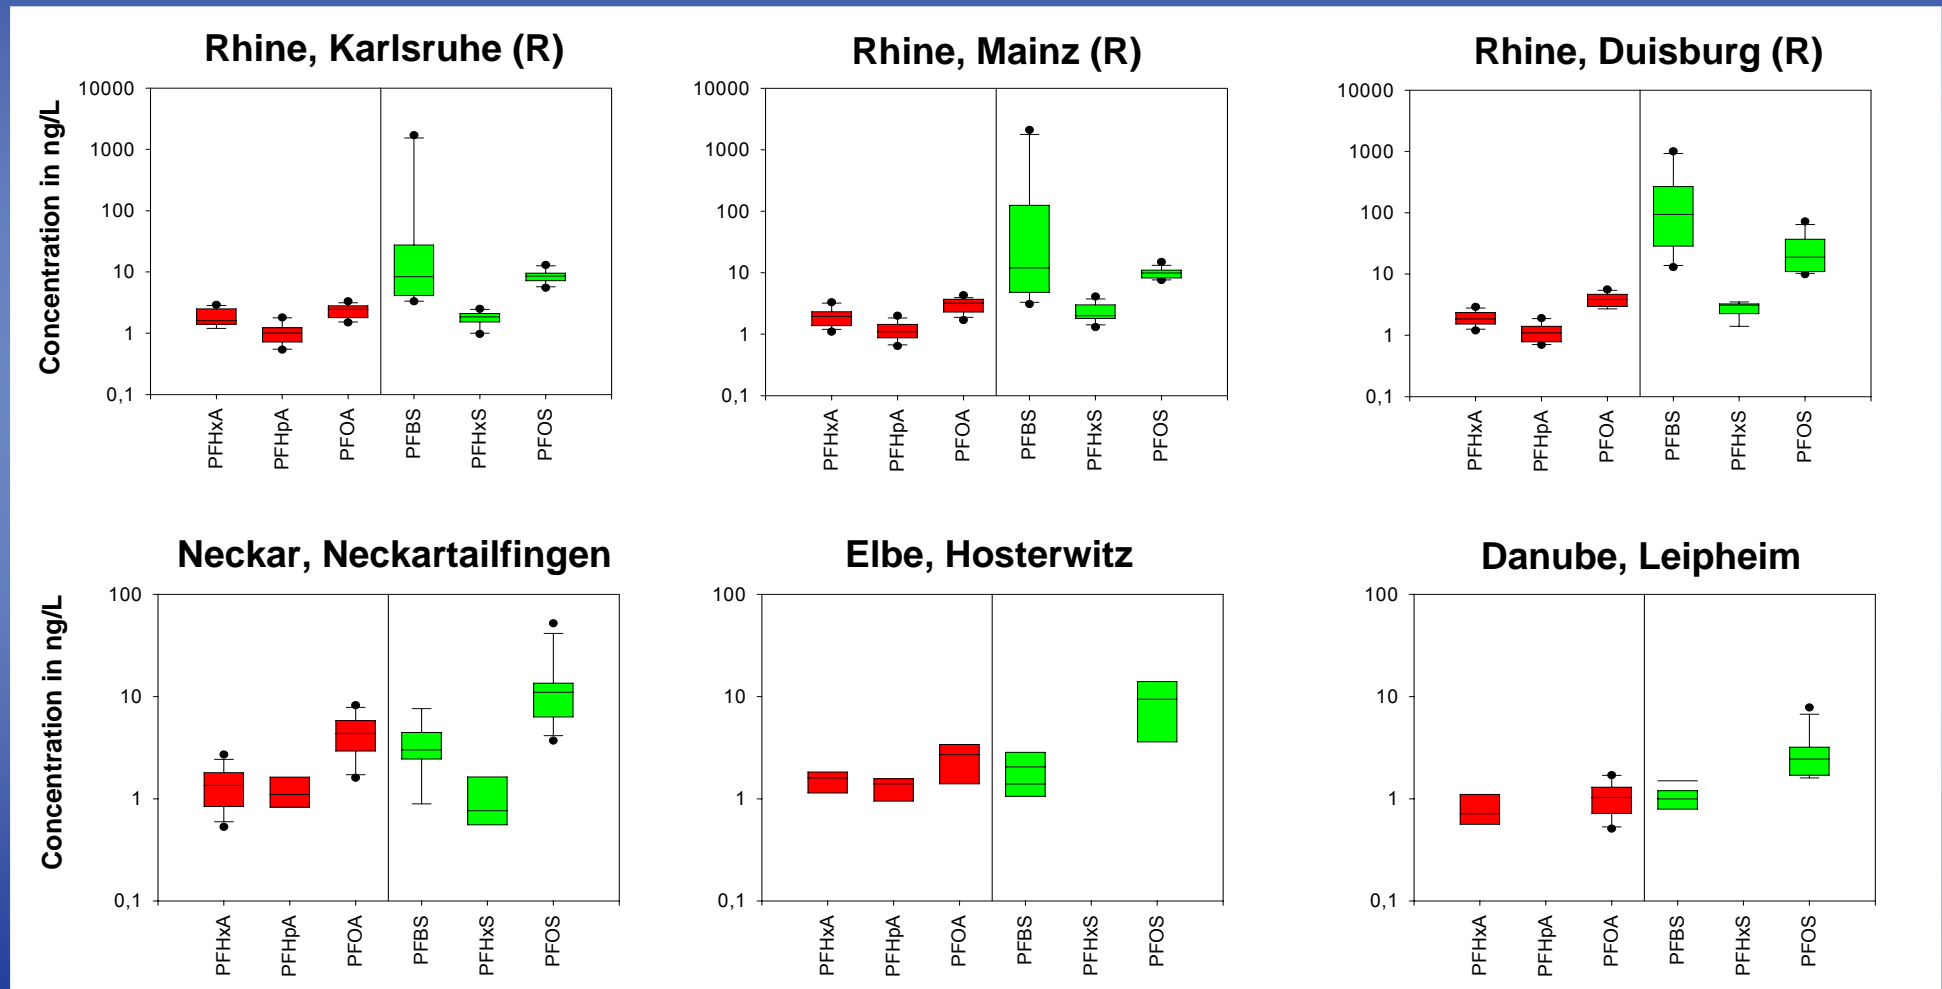 Rhine, Karlsruhe (R)
Concentration in ng/L
10000
1000
100
10
1
0,1
PFHxA
PFHpA
PFOA
PFBS
PFHxS
PFOS
Rhine, Mainz (R)
10000
1000
100
10
1
0,1
PFHxA
PFHpA
PFOA
PFBS
PFHxS
PFOS
Rhine, Duisburg (R)
10000
1000
100
10
1
0,1
PFHxA
PFHpA
PFOA
PFBS
PFHxS
PFOS
Neckar, Neckartailfingen
Concentration in ng/L
100
10
1
0,1
PFHxA
PFHpA
PFOA
PFBS
PFHxS
PFOS
Elbe, Hosterwitz
100
10
1
0,1
PFHxA
PFHpA
PFOA
PFBS
PFHxS
PFOS
Danube, Leipheim
100
10
1
0,1
PFHxA
PFHpA
PFOA
PFBS
PFHxS
PFOS